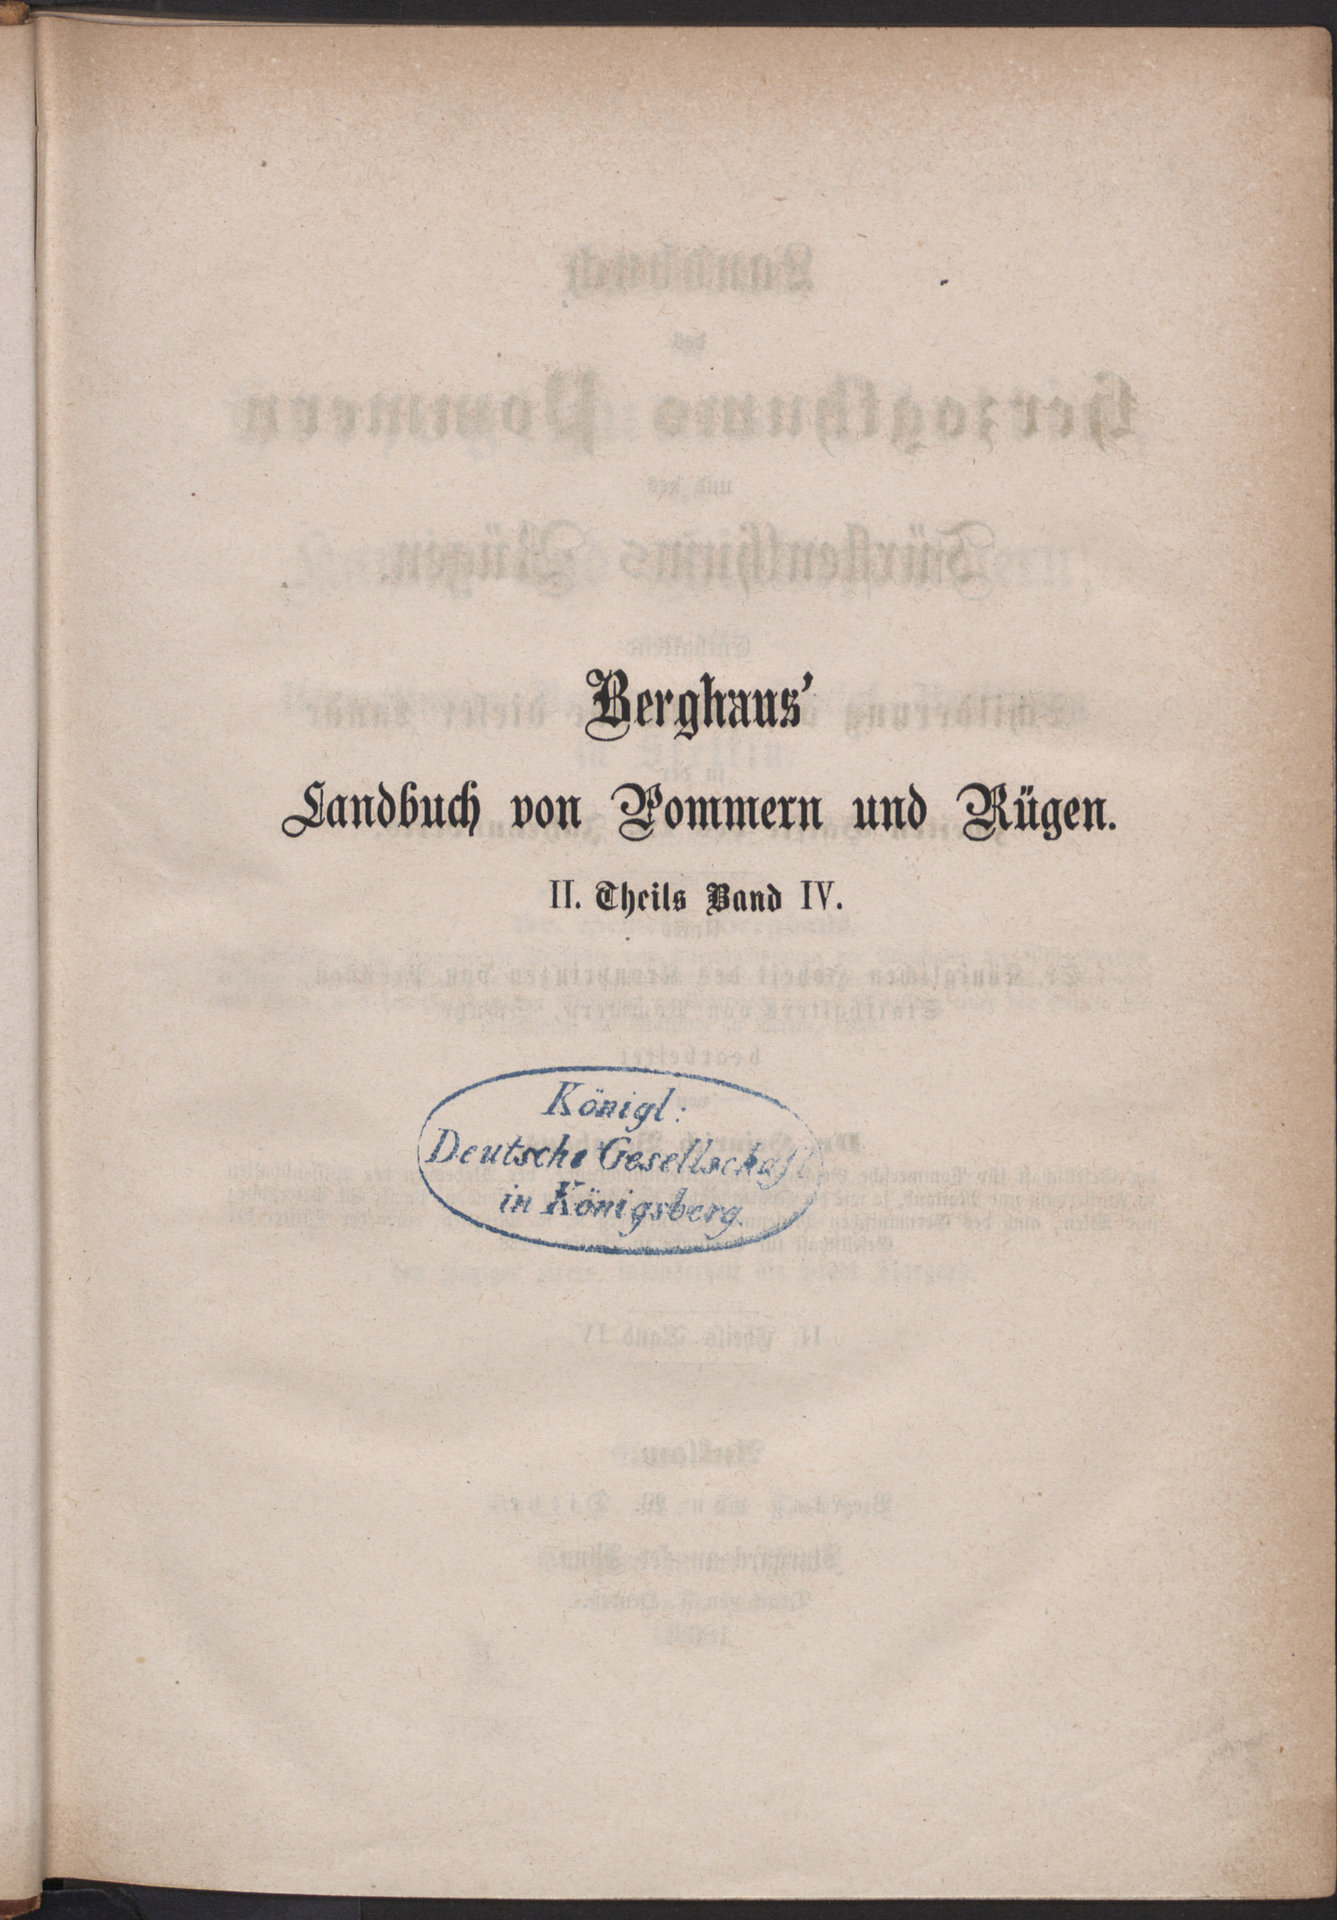 Berghaus'
Landbuch von Pommern und Rügen.
II. Theils Band IV.
Königl:
Deutsche Gesellschaft
in Königsberg